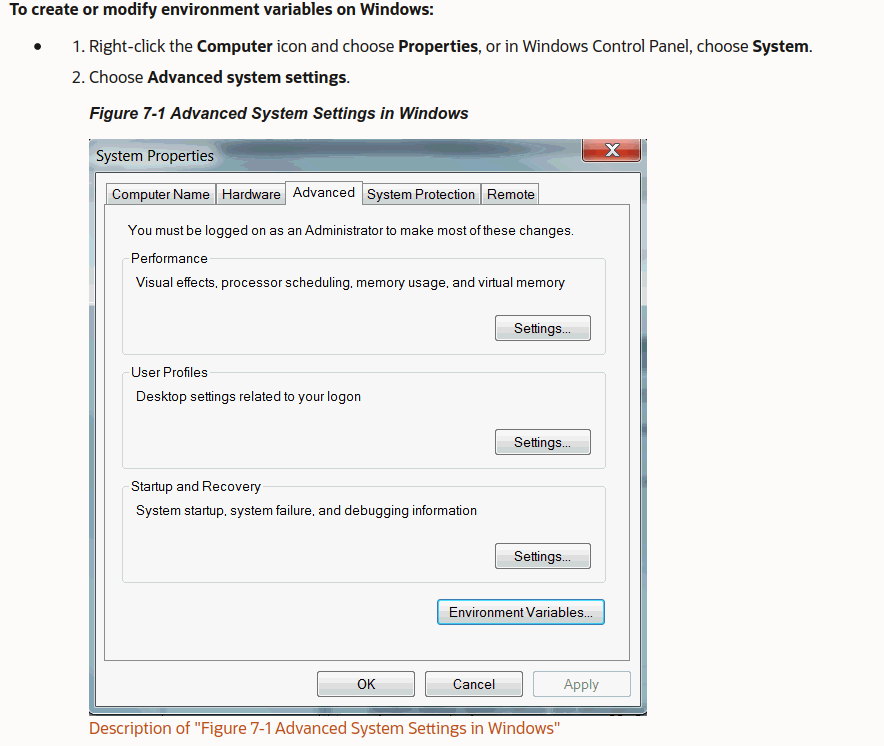 To create or modify environment variables on Windows:
1. Right-click the Computer icon and choose Properties, or in Windows Control Panel, choose System.
2. Choose Advanced system settings.
Figure 7-1 Advanced System Settings in Windows
System Properties
Computer Name Hardware Advanced System Protection Remote
You must be logged on as an Administrator to make most of these changes.
Performance
Visual effects, processor scheduling, memory usage, and virtual memory
Settings...
User Profiles
Desktop settings related to your logon
Settings...
Startup and Recovery
System startup, system failure, and debugging information
Settings...
Environment Variables...
OK Cancel Apply
Description of "Figure 7-1 Advanced System Settings in Windows"